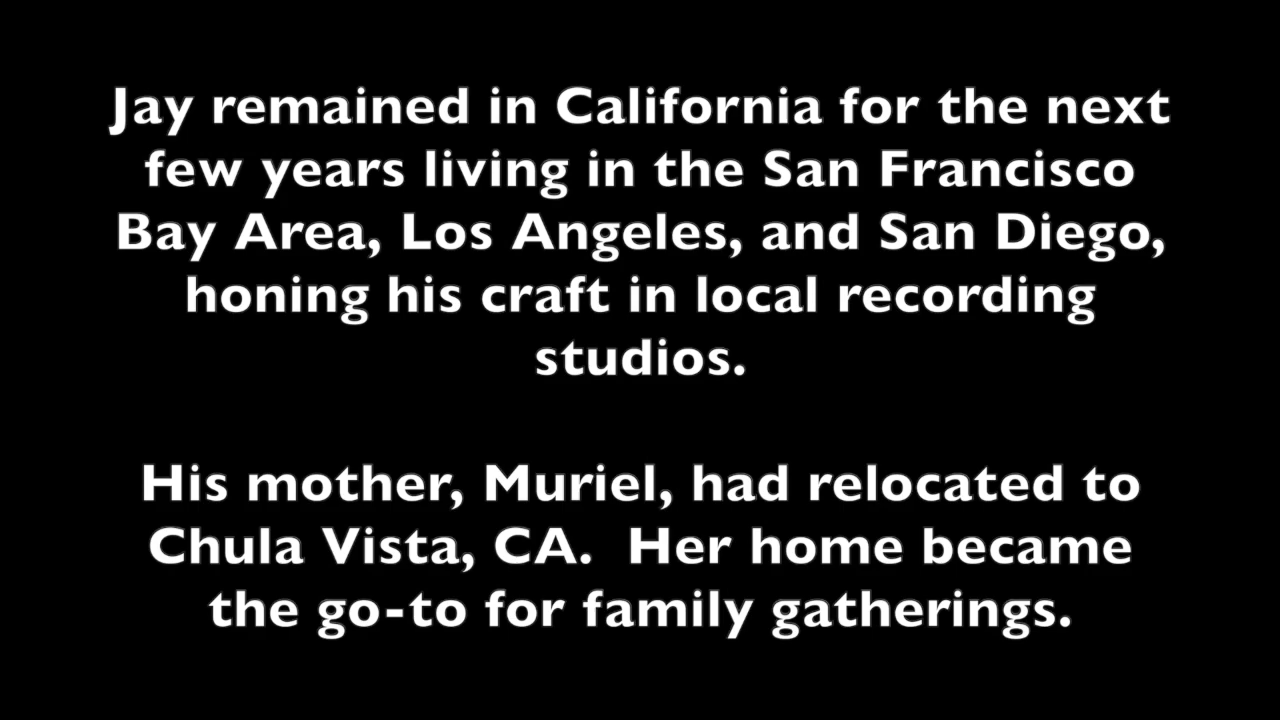 Jay remained in California for the next
few years living in the San Francisco
Bay Area, Los Angeles, and San Diego,
honing his craft in local recording
studios.
His mother, Muriel, had relocated to
Chula Vista, CA.  Her home became
the go-to for family gatherings.